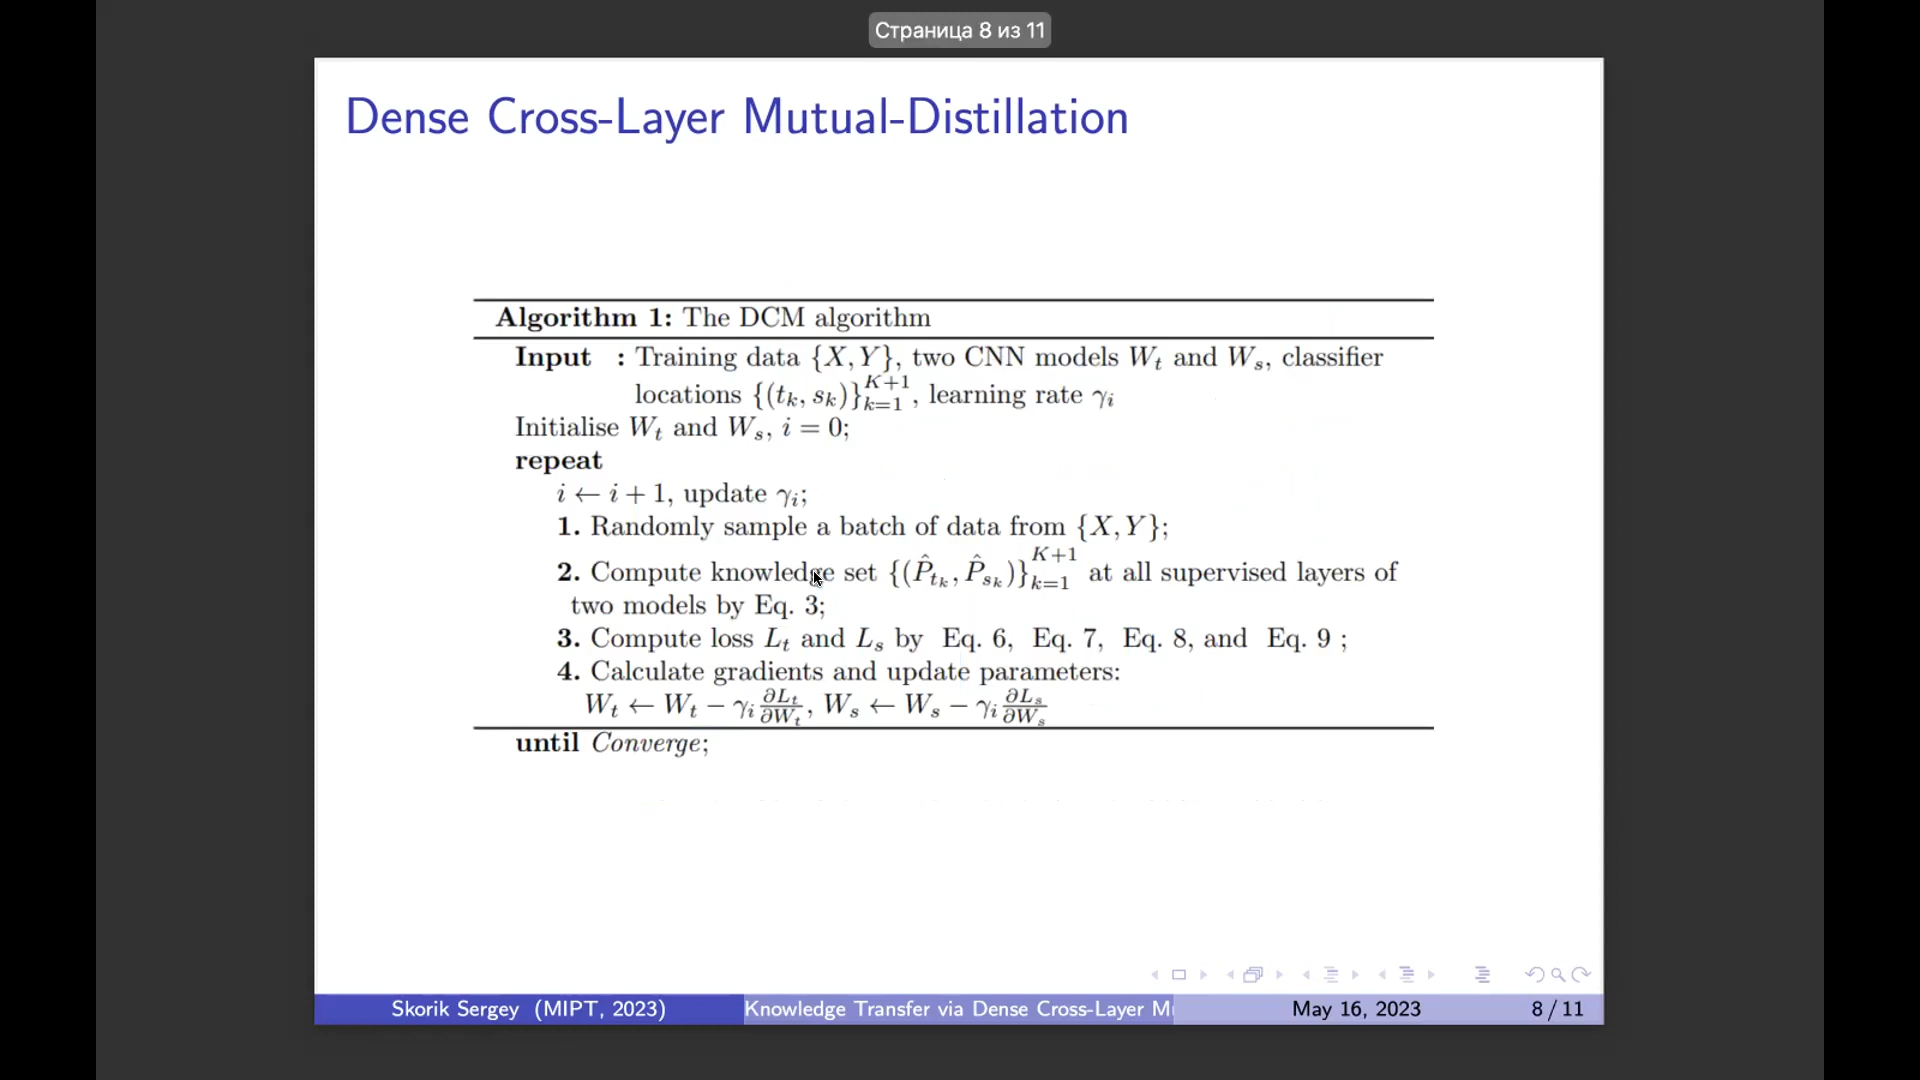 Страница 8 из 11
Dense Cross-Layer Mutual-Distillation
Algorithm 1: The DCM algorithm
Input : Training data {X, Y}, two CNN models W_t and W_s, classifier
locations {(t_k, s_k)}_{k=1}^{K+1}, learning rate γ_i
Initialise W_t and W_s, i = 0;
repeat
i ← i + 1, update γ_i;
1. Randomly sample a batch of data from {X, Y};
2. Compute knowledge set {(P̂_{t_k}, P̂_{s_k})}_{k=1}^{K+1} at all supervised layers of
two models by Eq. 3;
3. Compute loss L_t and L_s by Eq. 6, Eq. 7, Eq. 8, and Eq. 9 ;
4. Calculate gradients and update parameters:
W_t ← W_t − γ_i ∂L_t/∂W_t, W_s ← W_s − γ_i ∂L_s/∂W_s
until Converge;
Skorik Sergey (MIPT, 2023) Knowledge Transfer via Dense Cross-Layer Mu May 16, 2023 8 / 11